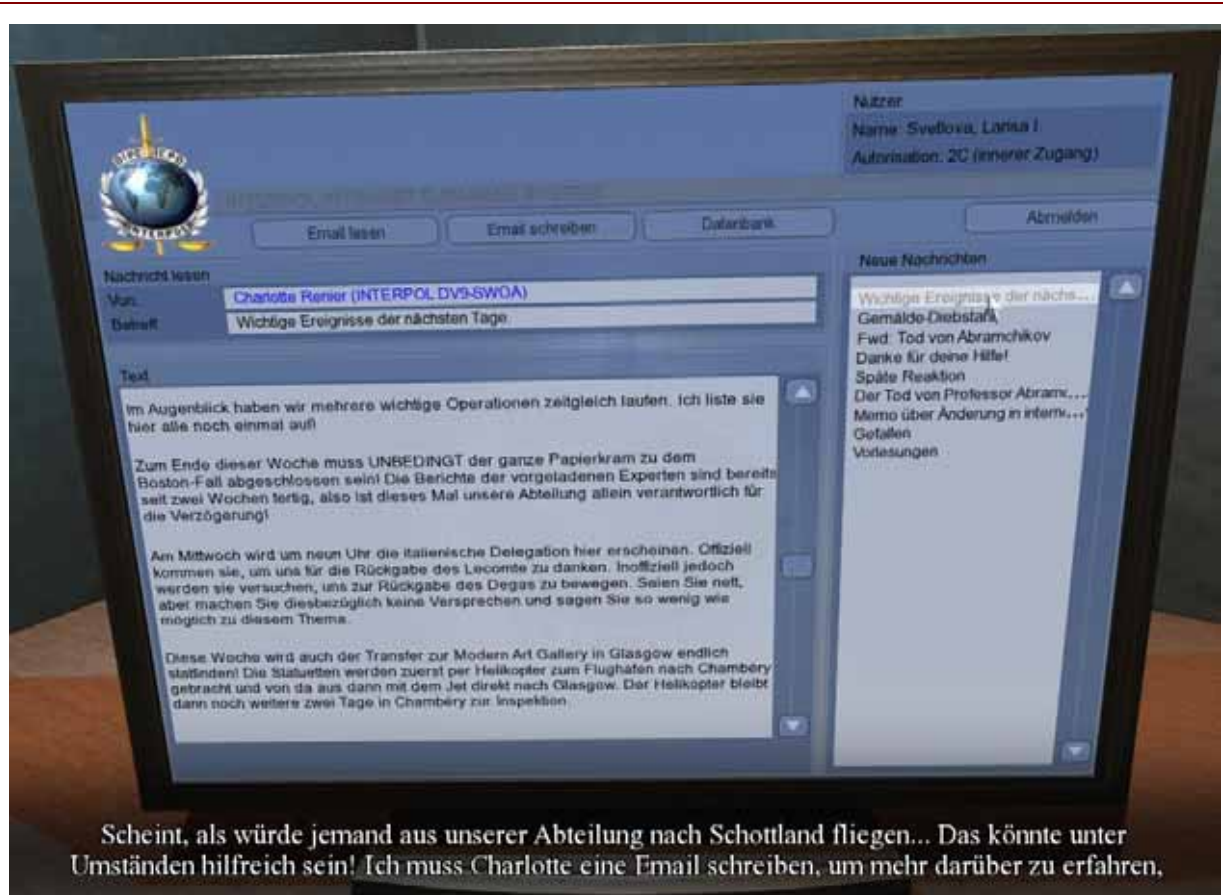 Nutzer
Name: Svetlova, Larisa I.
Autorisation: 2C (innerer Zugang)
INTERPOL
Email lesen
Email schreiben
Datenbank
Abmelden
Nachricht lesen
Von:
Charlotte Renier (INTERPOL DV9-SWOA)
Betreff:
Wichtige Ereignisse der nächsten Tage
Text
Im Augenblick haben wir mehrere wichtige Operationen zeitgleich laufen. Ich liste sie
hier alle noch einmal auf!
Zum Ende dieser Woche muss UNBEDINGT der ganze Papierkram zu dem
Boston-Fall abgeschlossen sein! Die Berichte der vorgeladenen Experten sind bereits
seit zwei Wochen fertig, also ist dieses Mal unsere Abteilung allein verantwortlich für
die Verzögerung!
Am Mittwoch wird um neun Uhr die italienische Delegation hier erscheinen. Offiziell
kommen sie, um uns für die Rückgabe des Lecomte zu danken. Inoffiziell jedoch
werden sie versuchen, uns zur Rückgabe des Degas zu bewegen. Seien Sie nett,
aber machen Sie diesbezüglich keine Versprechen und sagen Sie so wenig wie
möglich zu diesem Thema.
Diese Woche wird auch der Transfer zur Modern Art Gallery in Glasgow endlich
stattfinden! Die Statuetten werden zuerst per Helikopter zum Flughafen nach Chambéry
gebracht und von da aus dann mit dem Jet direkt nach Glasgow. Der Helikopter bleibt
dann noch weitere zwei Tage in Chambéry zur Inspektion.
Neue Nachrichten
Wichtige Ereignisse der nächs...
Gemälde-Diebstahl
Fwd: Tod von Abramchikov
Danke für deine Hilfe!
Späte Reaktion
Der Tod von Professor Abramc...
Memo über Änderung in intern...
Gefallen
Vorlesungen
Scheint, als würde jemand aus unserer Abteilung nach Schottland fliegen... Das könnte unter
Umständen hilfreich sein! Ich muss Charlotte eine Email schreiben, um mehr darüber zu erfahren,